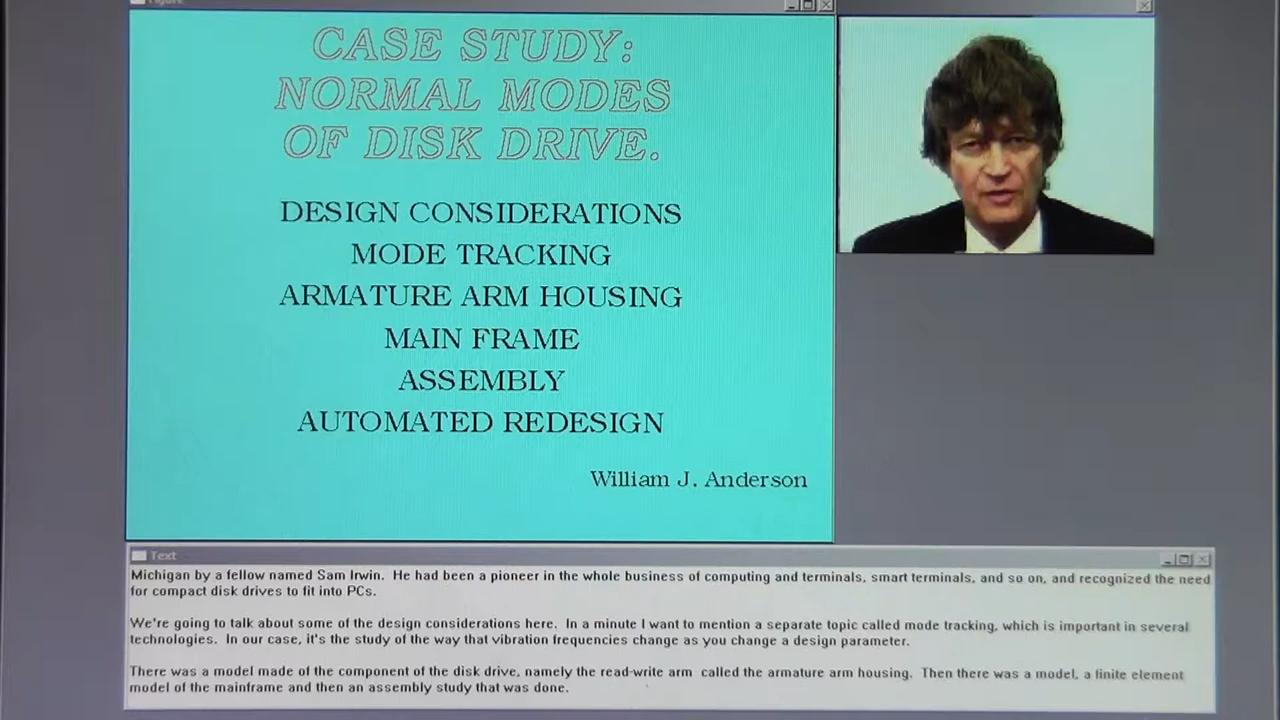 Figure
CASE STUDY:
NORMAL MODES
OF DISK DRIVE.
DESIGN CONSIDERATIONS
MODE TRACKING
ARMATURE ARM HOUSING
MAIN FRAME
ASSEMBLY
AUTOMATED REDESIGN
William J. Anderson
Text
Michigan by a fellow named Sam Irwin.  He had been a pioneer in the whole business of computing and terminals, smart terminals, and so on, and recognized the need
for compact disk drives to fit into PCs.
We're going to talk about some of the design considerations here.  In a minute I want to mention a separate topic called mode tracking, which is important in several
technologies.  In our case, it's the study of the way that vibration frequencies change as you change a design parameter.
There was a model made of the component of the disk drive, namely the read-write arm  called the armature arm housing.  Then there was a model, a finite element
model of the mainframe and then an assembly study that was done.